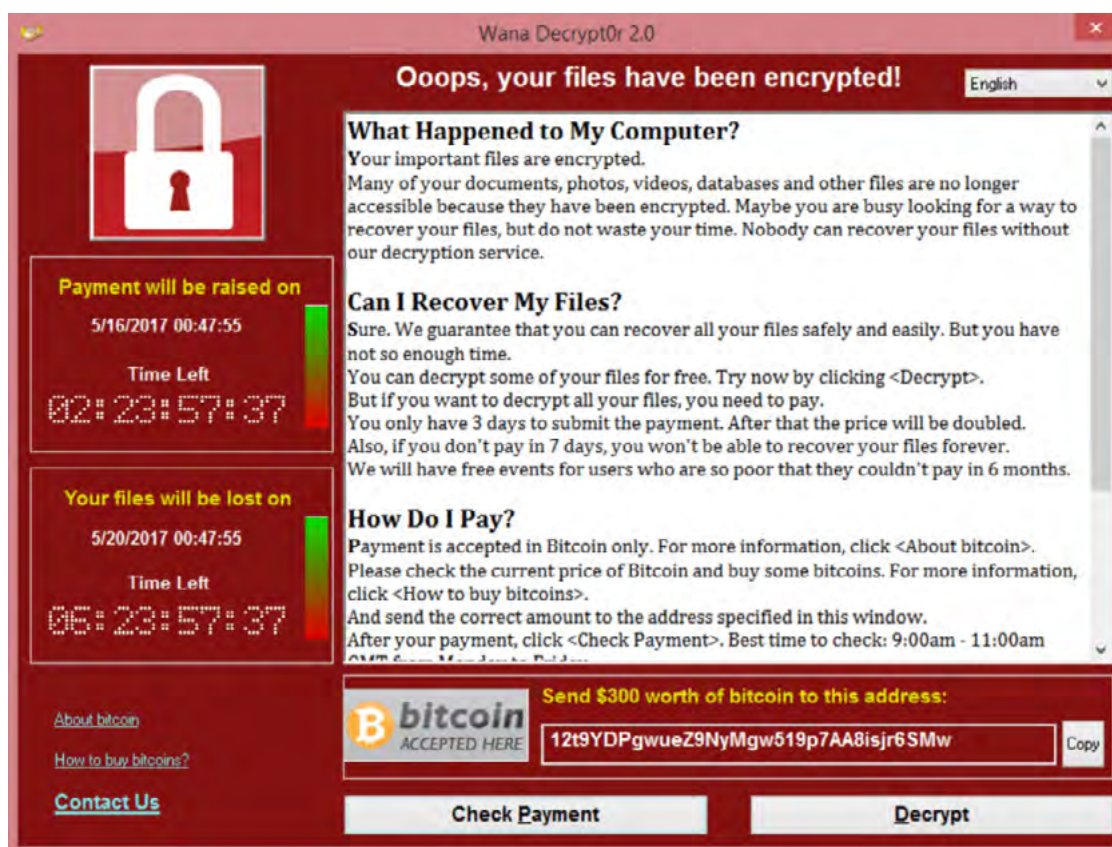 Wana Decrypt0r 2.0
Ooops, your files have been encrypted!
English
What Happened to My Computer?
Your important files are encrypted.
Many of your documents, photos, videos, databases and other files are no longer
accessible because they have been encrypted. Maybe you are busy looking for a way to
recover your files, but do not waste your time. Nobody can recover your files without
our decryption service.
Can I Recover My Files?
Sure. We guarantee that you can recover all your files safely and easily. But you have
not so enough time.
You can decrypt some of your files for free. Try now by clicking <Decrypt>.
But if you want to decrypt all your files, you need to pay.
You only have 3 days to submit the payment. After that the price will be doubled.
Also, if you don't pay in 7 days, you won't be able to recover your files forever.
We will have free events for users who are so poor that they couldn't pay in 6 months.
How Do I Pay?
Payment is accepted in Bitcoin only. For more information, click <About bitcoin>.
Please check the current price of Bitcoin and buy some bitcoins. For more information,
click <How to buy bitcoins>.
And send the correct amount to the address specified in this window.
After your payment, click <Check Payment>. Best time to check: 9:00am - 11:00am
GMT from Monday to Friday
Payment will be raised on
5/16/2017 00:47:55
Time Left
02:23:57:37
Your files will be lost on
5/20/2017 00:47:55
Time Left
06:23:57:37
About bitcoin
How to buy bitcoins?
Contact Us
bitcoin
ACCEPTED HERE
Send $300 worth of bitcoin to this address:
12t9YDPgwueZ9NyMgw519p7AA8isjr6SMw
Copy
Check Payment
Decrypt